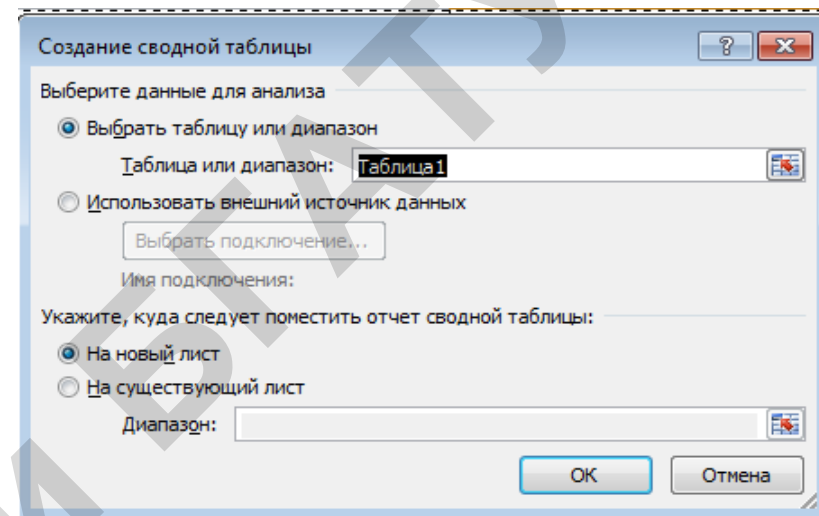 Создание сводной таблицы
Выберите данные для анализа
Выбрать таблицу или диапазон
Таблица или диапазон: Таблица1
Использовать внешний источник данных
Выбрать подключение...
Имя подключения:
Укажите, куда следует поместить отчет сводной таблицы:
На новый лист
На существующий лист
Диапазон:
ОК Отмена
И БГАТУ